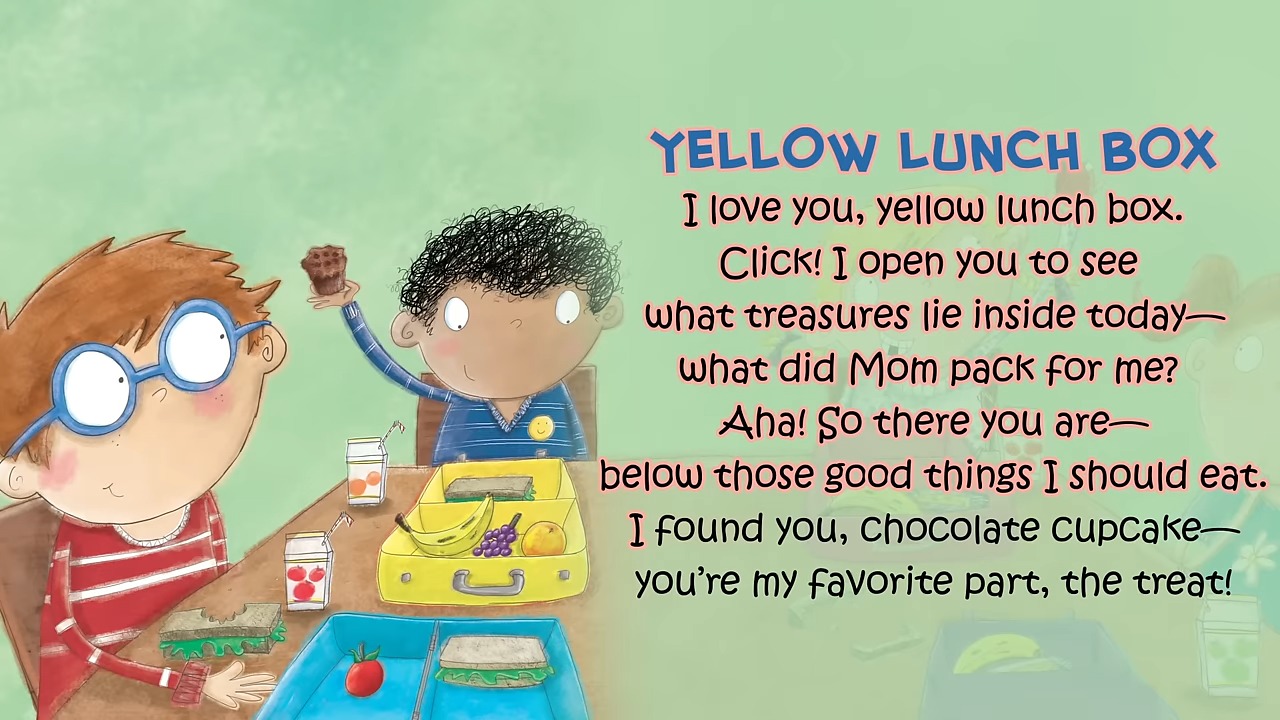 YELLOW LUNCH BOX
I love you, yellow lunch box.
Click! I open you to see
what treasures lie inside today—
what did Mom pack for me?
Aha! So there you are—
below those good things I should eat.
I found you, chocolate cupcake—
you're my favorite part, the treat!